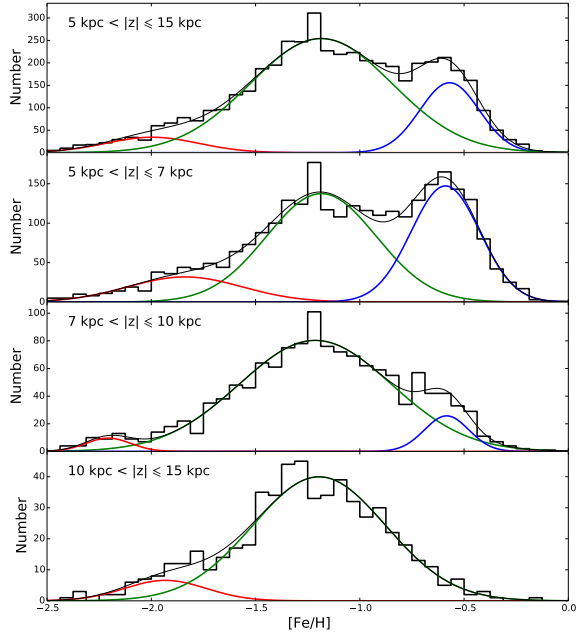 5 kpc < |z| ⩽ 15 kpc
Number
300
250
200
150
100
50
0
5 kpc < |z| ⩽ 7 kpc
Number
150
100
50
0
7 kpc < |z| ⩽ 10 kpc
Number
100
80
60
40
20
0
10 kpc < |z| ⩽ 15 kpc
Number
40
30
20
10
0
−2.5 −2.0 −1.5 −1.0 −0.5 0.0
[Fe/H]